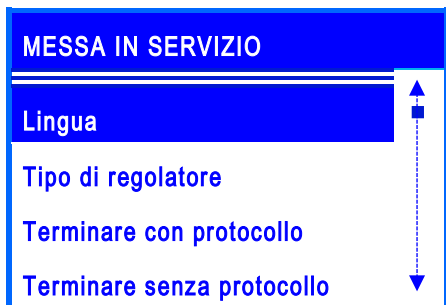 MESSA IN SERVIZIO
Lingua
Tipo di regolatore
Terminare con protocollo
Terminare senza protocollo